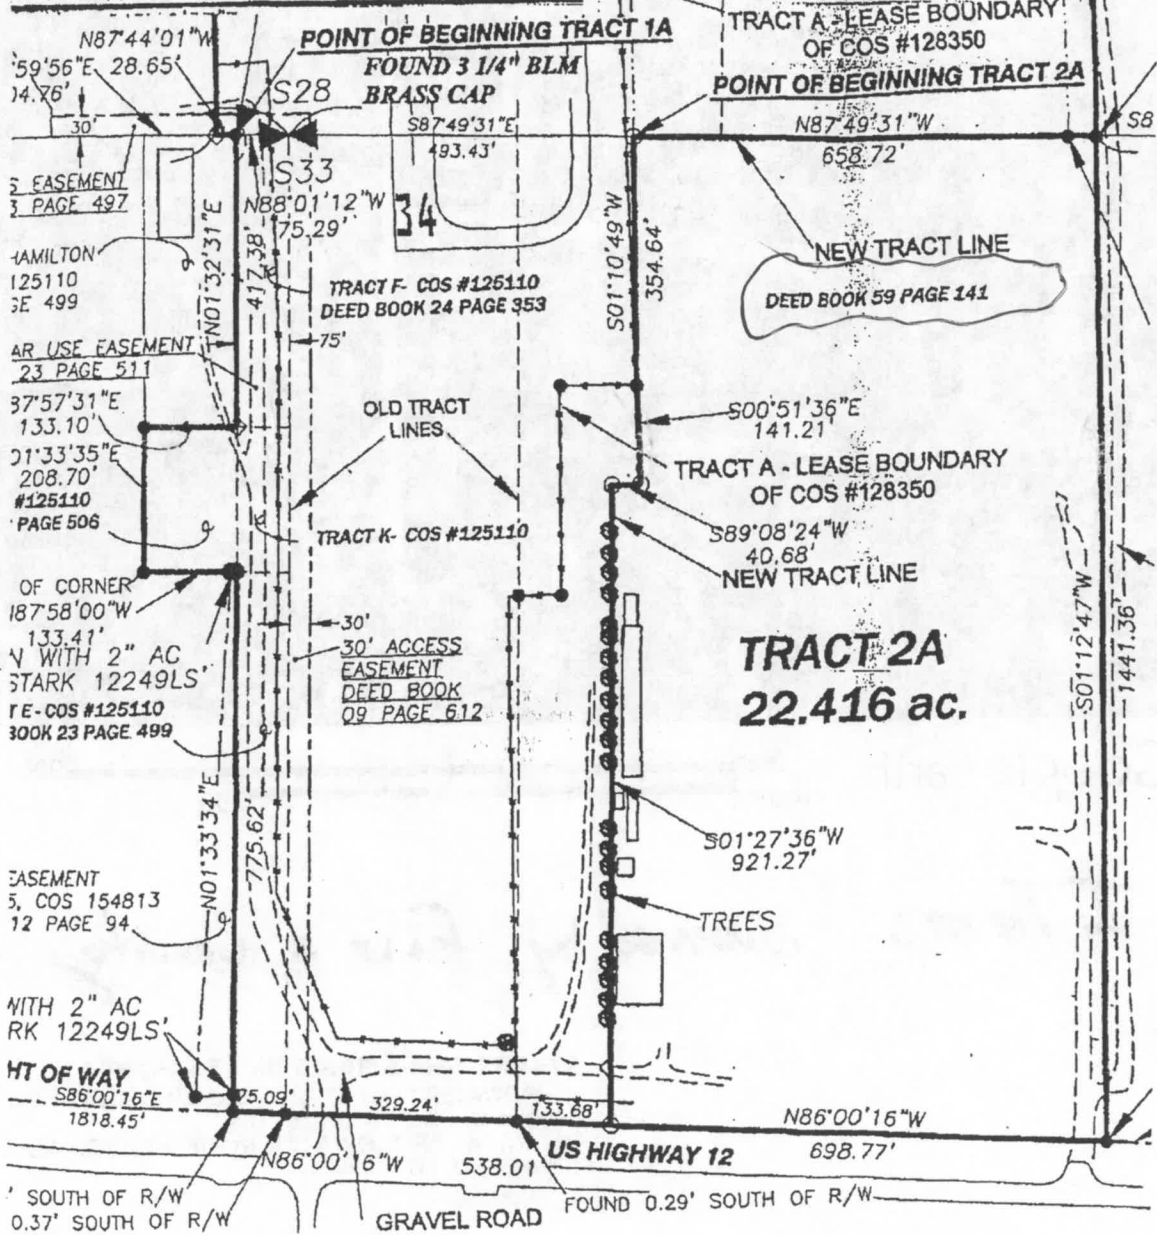 TRACT A - LEASE BOUNDARY
OF COS #128350
POINT OF BEGINNING TRACT 1A
FOUND 3 1/4" BLM
BRASS CAP
POINT OF BEGINNING TRACT 2A
N87°44'01"W
28.65'
'59'56"E
04.76'
30'
S28
S33
S87°49'31"E
493.43'
N87°49'31"W
658.72'
S8
EASEMENT
PAGE 497
N88°01'12"W
75.29'
34
NEW TRACT LINE
DEED BOOK 59 PAGE 141
HAMILTON
125110
GE 499
N01°32'31"E
417.38'
TRACT F- COS #125110
DEED BOOK 24 PAGE 353
75'
S01°10'49"W
354.64'
AR USE EASEMENT
23 PAGE 511
87°57'31"E
133.10'
01°33'35"E
208.70'
#125110
PAGE 506
OLD TRACT
LINES
S00°51'36"E
141.21'
TRACT A - LEASE BOUNDARY
OF COS #128350
TRACT K- COS #125110
S89°08'24"W
40.68'
NEW TRACT LINE
OF CORNER
N87°58'00"W
133.41'
WITH 2" AC
STARK 12249LS
E-COS #125110
BOOK 23 PAGE 499
30'
30' ACCESS
EASEMENT
DEED BOOK
09 PAGE 612
TRACT 2A
22.416 ac.
S01°12'47"W
1441.36'
N01°33'34"E
775.62'
S01°27'36"W
921.27'
EASEMENT
5, COS 154813
12 PAGE 94
TREES
WITH 2" AC
RK 12249LS
HT OF WAY
S86°00'16"E
1818.45'
75.09'
329.24'
133.68'
N86°00'16"W
698.77'
N86°00'16"W
538.01'
US HIGHWAY 12
' SOUTH OF R/W
0.37' SOUTH OF R/W
GRAVEL ROAD
FOUND 0.29' SOUTH OF R/W